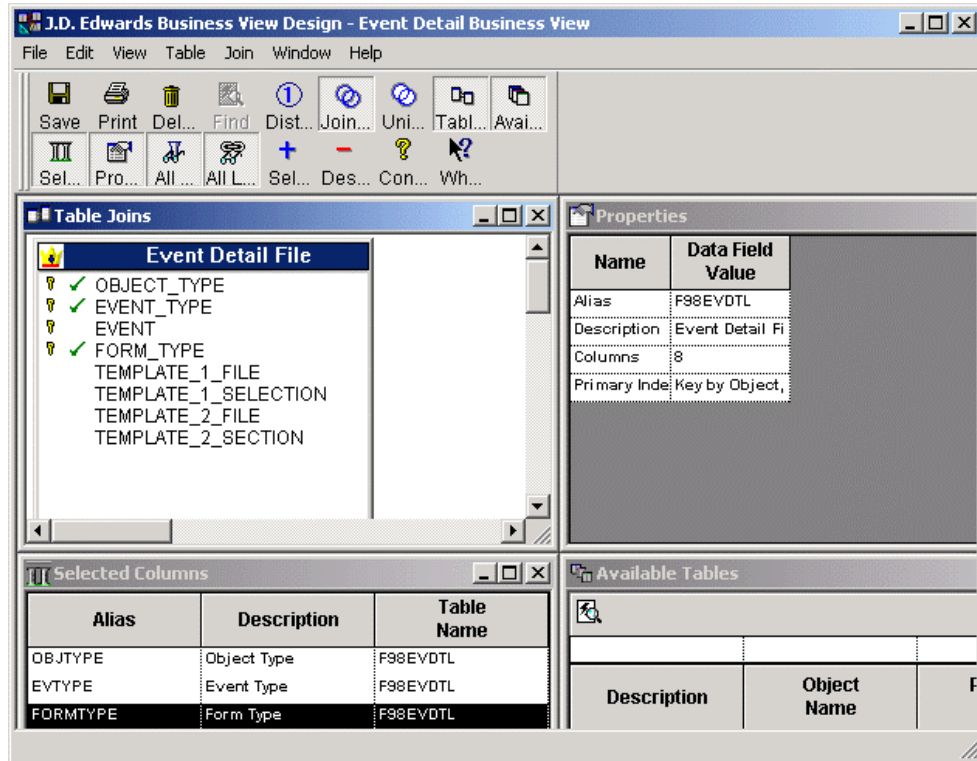 J.D. Edwards Business View Design - Event Detail Business View
File Edit View Table Join Window Help
Save Print Del... Find Dist... Join... Uni... Tabl... Avai...
Sel... Pro... All ... All L... Sel... Des... Con... Wh...
Table Joins
Event Detail File
OBJECT_TYPE
EVENT_TYPE
EVENT
FORM_TYPE
TEMPLATE_1_FILE
TEMPLATE_1_SELECTION
TEMPLATE_2_FILE
TEMPLATE_2_SECTION
Properties
Name Data Field Value
Alias F98EVDTL
Description Event Detail Fi
Columns 8
Primary Inde Key by Object,
Selected Columns
Alias Description Table Name
OBJTYPE Object Type F98EVDTL
EVTYPE Event Type F98EVDTL
FORMTYPE Form Type F98EVDTL
Available Tables
Description Object Name